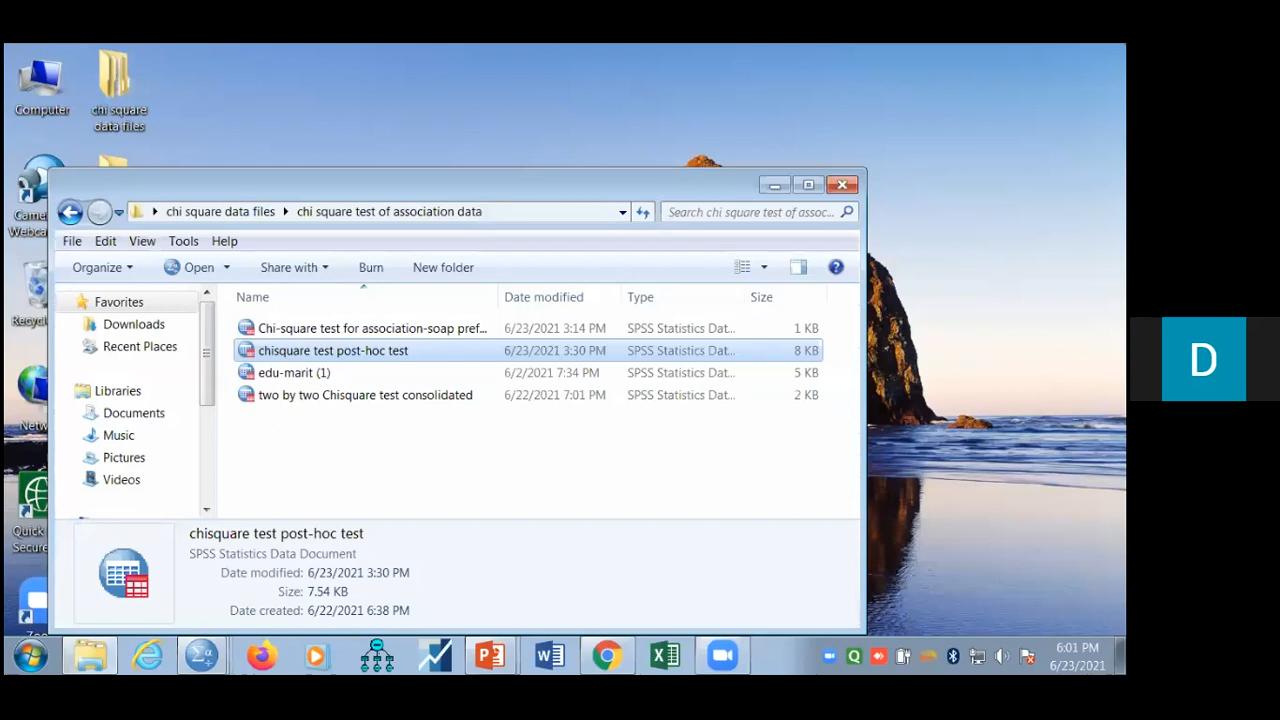 Computer
chi square
data files
Came
Webca
Recycl
Netw
Quick
Secure
Zoo
chi square data files
chi square test of association data
Search chi square test of assoc...
File Edit View Tools Help
Organize Open Share with Burn New folder
Favorites
Downloads
Recent Places
Libraries
Documents
Music
Pictures
Videos
Name Date modified Type Size
Chi-square test for association-soap pref... 6/23/2021 3:14 PM SPSS Statistics Dat... 1 KB
chisquare test post-hoc test 6/23/2021 3:30 PM SPSS Statistics Dat... 8 KB
edu-marit (1) 6/2/2021 7:34 PM SPSS Statistics Dat... 5 KB
two by two Chisquare test consolidated 6/22/2021 7:01 PM SPSS Statistics Dat... 2 KB
chisquare test post-hoc test
SPSS Statistics Data Document
Date modified: 6/23/2021 3:30 PM
Size: 7.54 KB
Date created: 6/22/2021 6:38 PM
D
6:01 PM
6/23/2021